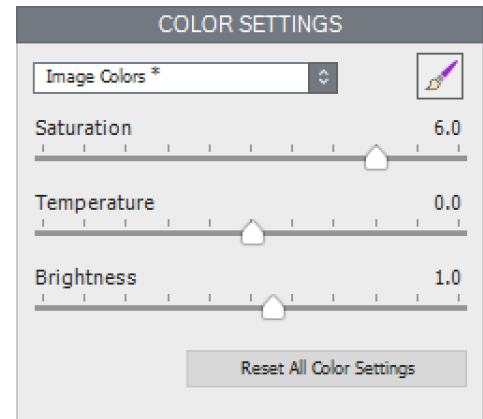 COLOR SETTINGS
Image Colors *
Saturation 6.0
Temperature 0.0
Brightness 1.0
Reset All Color Settings